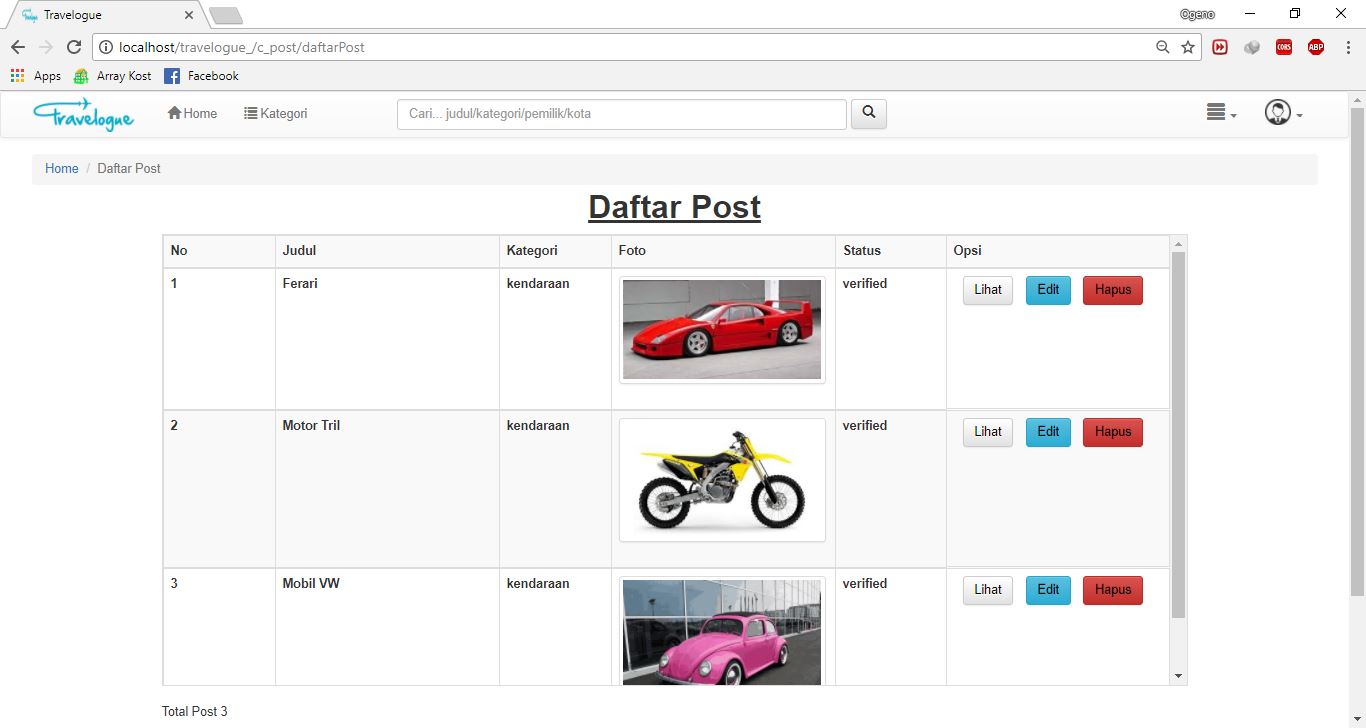 Travelogue
Ogeno
localhost/travelogue_/c_post/daftarPost
CORS
ABP
Apps Array Kost Facebook
Travelogue Home Kategori Cari... judul/kategori/pemilik/kota
Home / Daftar Post
Daftar Post
No Judul Kategori Foto Status Opsi
1 Ferari kendaraan verified Lihat Edit Hapus
2 Motor Tril kendaraan verified Lihat Edit Hapus
3 Mobil VW kendaraan verified Lihat Edit Hapus
Total Post 3